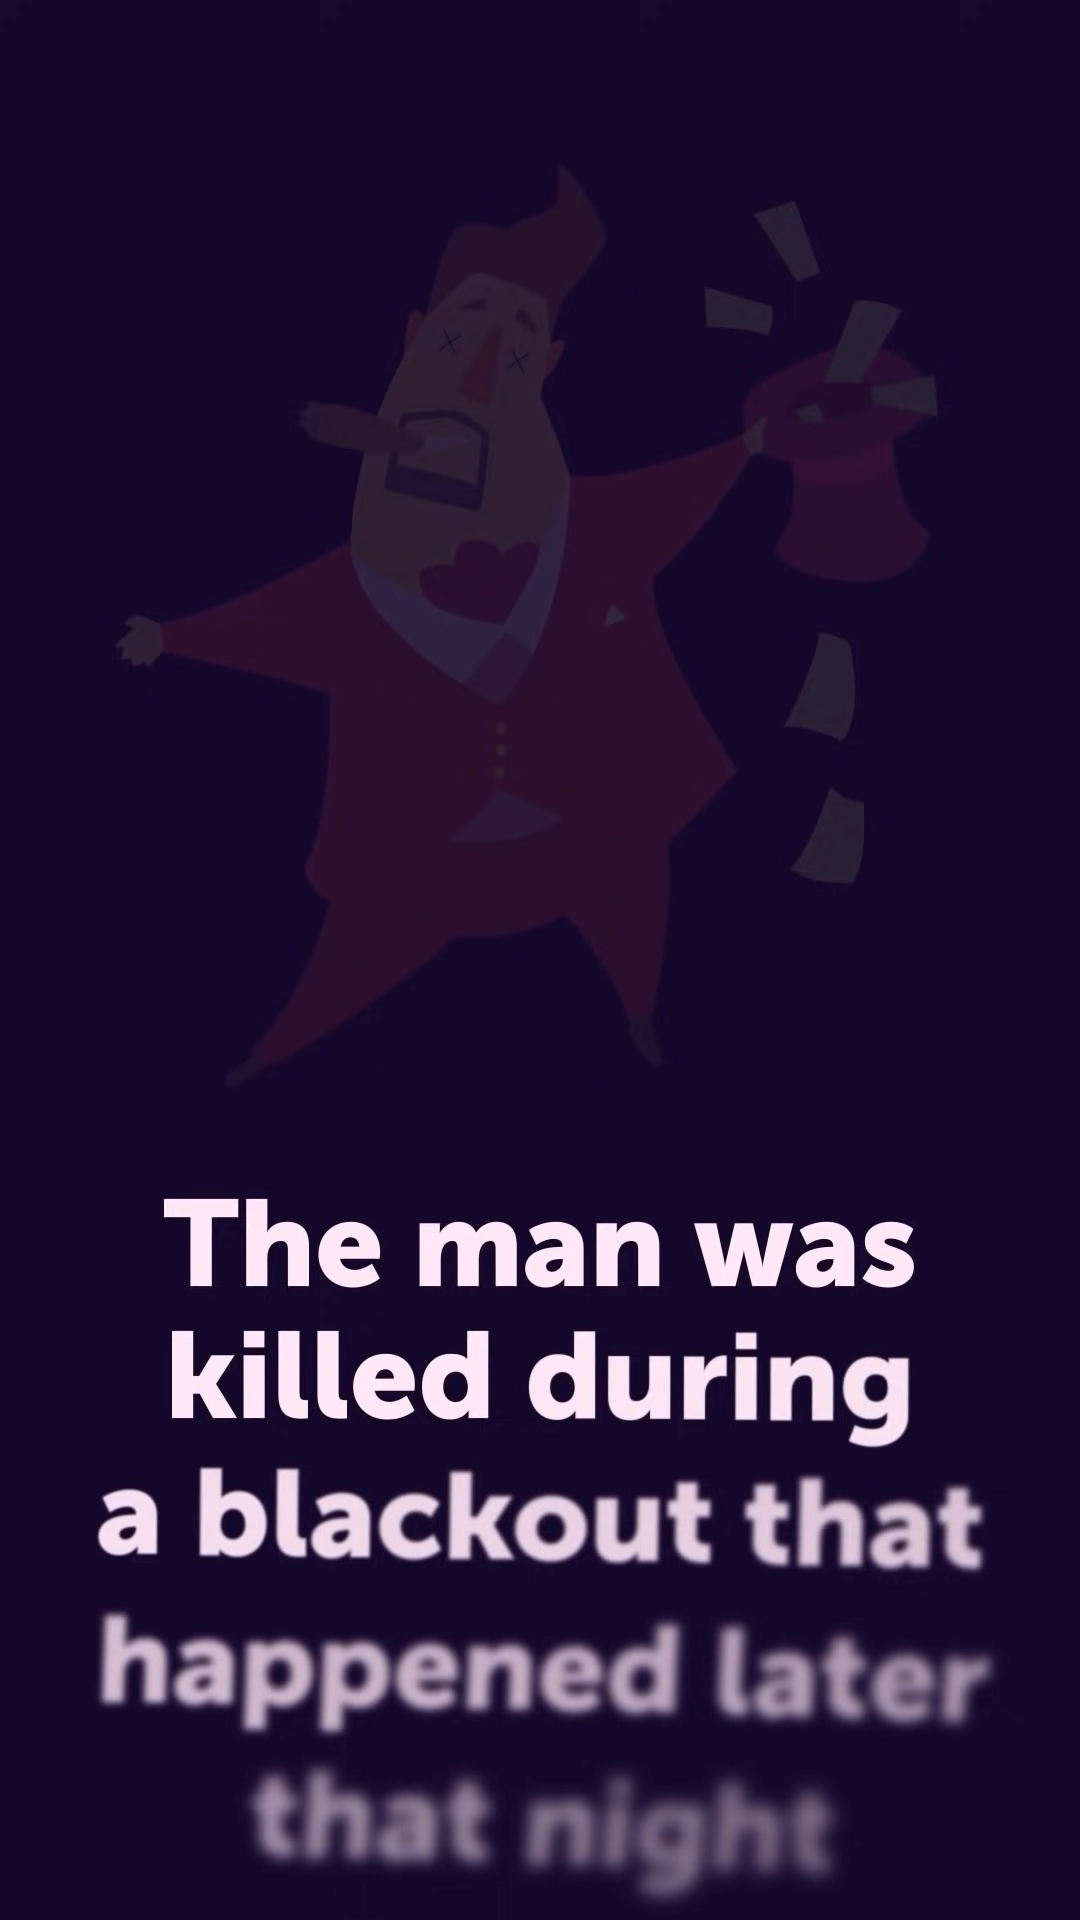 The man was
killed during
a blackout that
happened later
that night